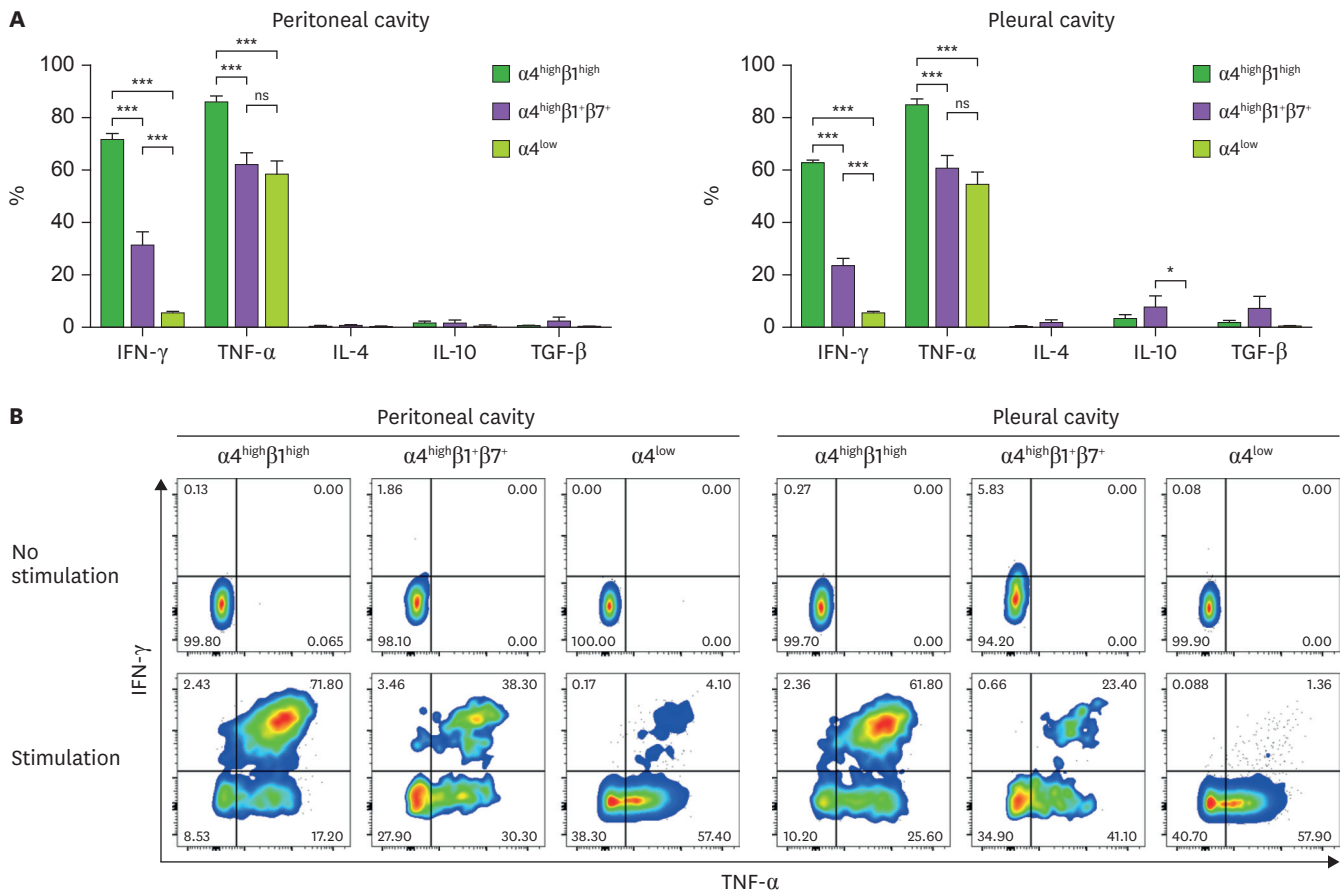 A
Peritoneal cavity
Pleural cavity
%
100
80
60
40
20
0
*** *** *** *** *** ns
α4highβ1high
α4highβ1+β7+
α4low
IFN-γ TNF-α IL-4 IL-10 TGF-β
%
100
80
60
40
20
0
*** *** *** *** *** ns *
α4highβ1high
α4highβ1+β7+
α4low
IFN-γ TNF-α IL-4 IL-10 TGF-β
B
Peritoneal cavity Pleural cavity
α4highβ1high α4highβ1+β7+ α4low α4highβ1high α4highβ1+β7+ α4low
No
stimulation
0.13 0.00 1.86 0.00 0.00 0.00 0.27 0.00 5.83 0.00 0.08 0.00
99.80 0.065 98.10 0.00 100.00 0.00 99.70 0.00 94.20 0.00 99.90 0.00
IFN-γ
Stimulation
2.43 71.80 3.46 38.30 0.17 4.10 2.36 61.80 0.66 23.40 0.088 1.36
8.53 17.20 27.90 30.30 38.30 57.40 10.20 25.60 34.90 41.10 40.70 57.90
TNF-α